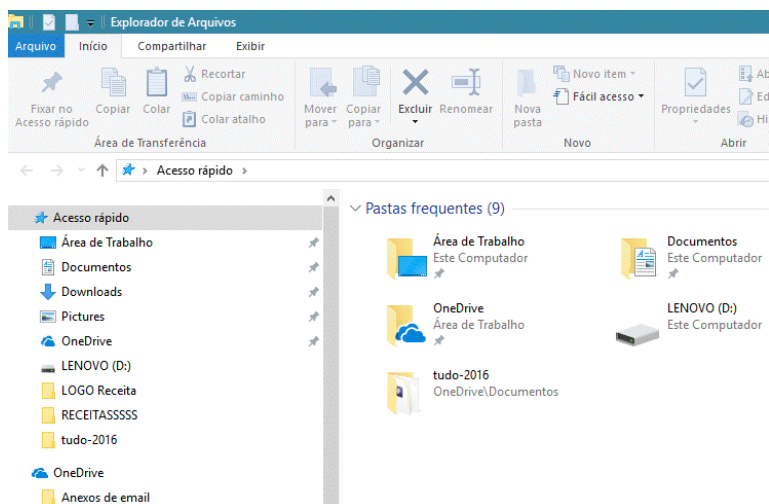 Explorador de Arquivos
Arquivo Início Compartilhar Exibir
Fixar no Acesso rápido
Copiar
Colar
Recortar
Copiar caminho
Colar atalho
Área de Transferência
Mover para
Copiar para
Excluir
Renomear
Organizar
Nova pasta
Novo item
Fácil acesso
Novo
Propriedades
Ab
Ed
Hi
Abrir
Acesso rápido
Acesso rápido
Área de Trabalho
Documentos
Downloads
Pictures
OneDrive
LENOVO (D:)
LOGO Receita
RECEITASSSSS
tudo-2016
OneDrive
Anexos de email
Pastas frequentes (9)
Área de Trabalho
Este Computador
Documentos
Este Computador
OneDrive
Área de Trabalho
LENOVO (D:)
Este Computador
tudo-2016
OneDrive\Documentos